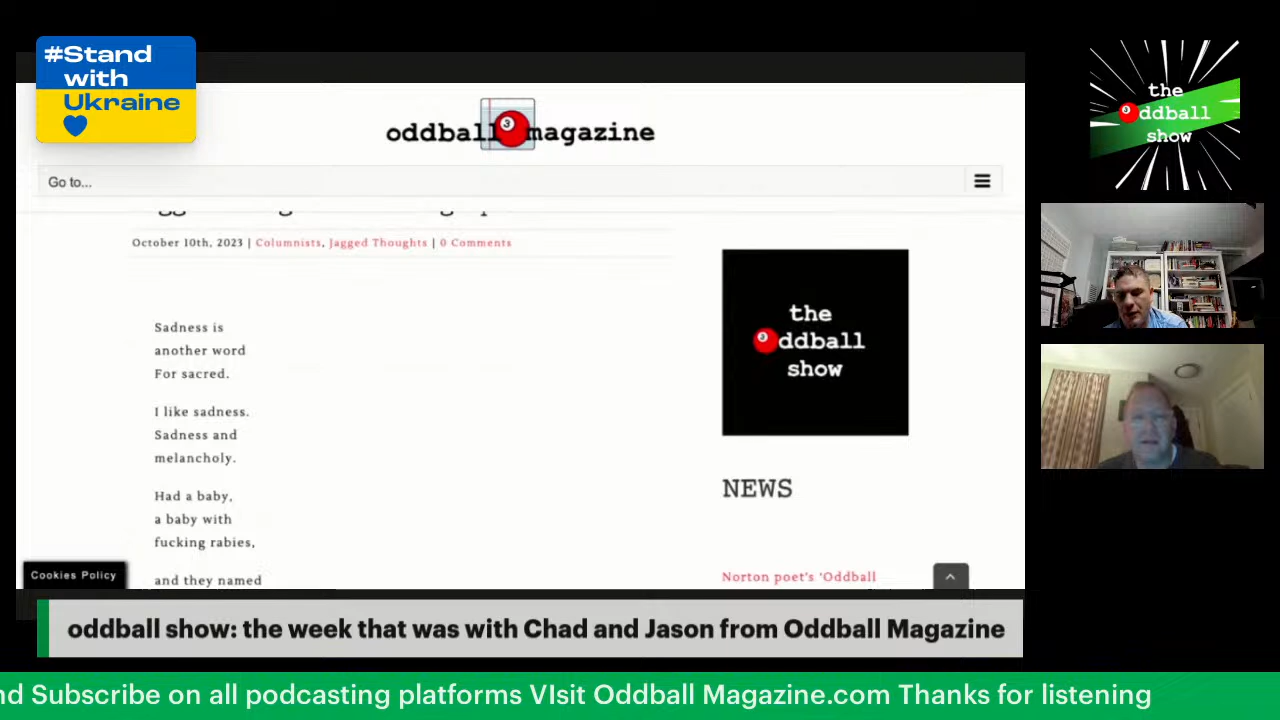 #Stand
with
Ukraine
oddball 3 magazine
Go to...
October 10th, 2023 | Columnists, Jagged Thoughts | 0 Comments
Sadness is
another word
For sacred.
I like sadness.
Sadness and
melancholy.
Had a baby,
a baby with
fucking rabies,
and they named
Cookies Policy
the
3ddball
show
NEWS
Norton poet's 'Oddball
the
3ddball
show
oddball show: the week that was with Chad and Jason from Oddball Magazine
nd Subscribe on all podcasting platforms VIsit Oddball Magazine.com Thanks for listening